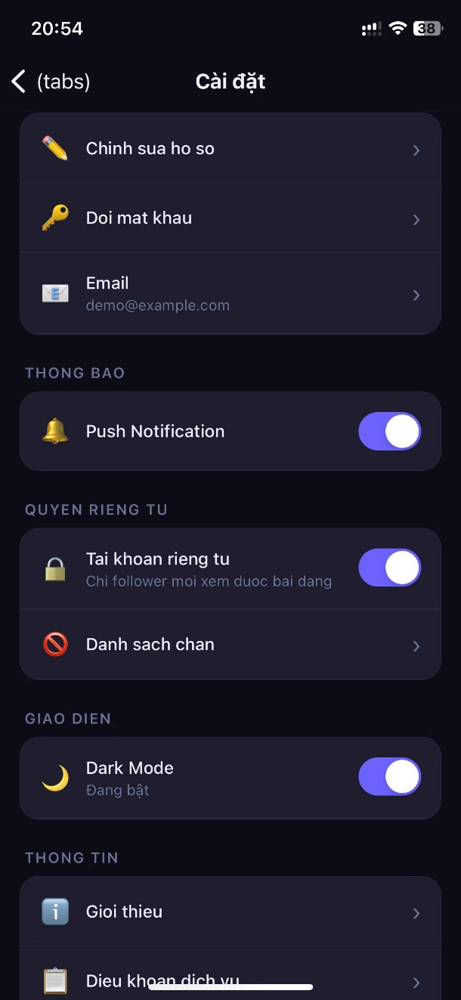 20:54
38
(tabs)
Cài đặt
Chinh sua ho so
Doi mat khau
Email
demo@example.com
THONG BAO
Push Notification
QUYEN RIENG TU
Tai khoan rieng tu
Chi follower moi xem duoc bai dang
Danh sach chan
GIAO DIEN
Dark Mode
Đang bật
THONG TIN
Gioi thieu
Dieu khoan dich vu